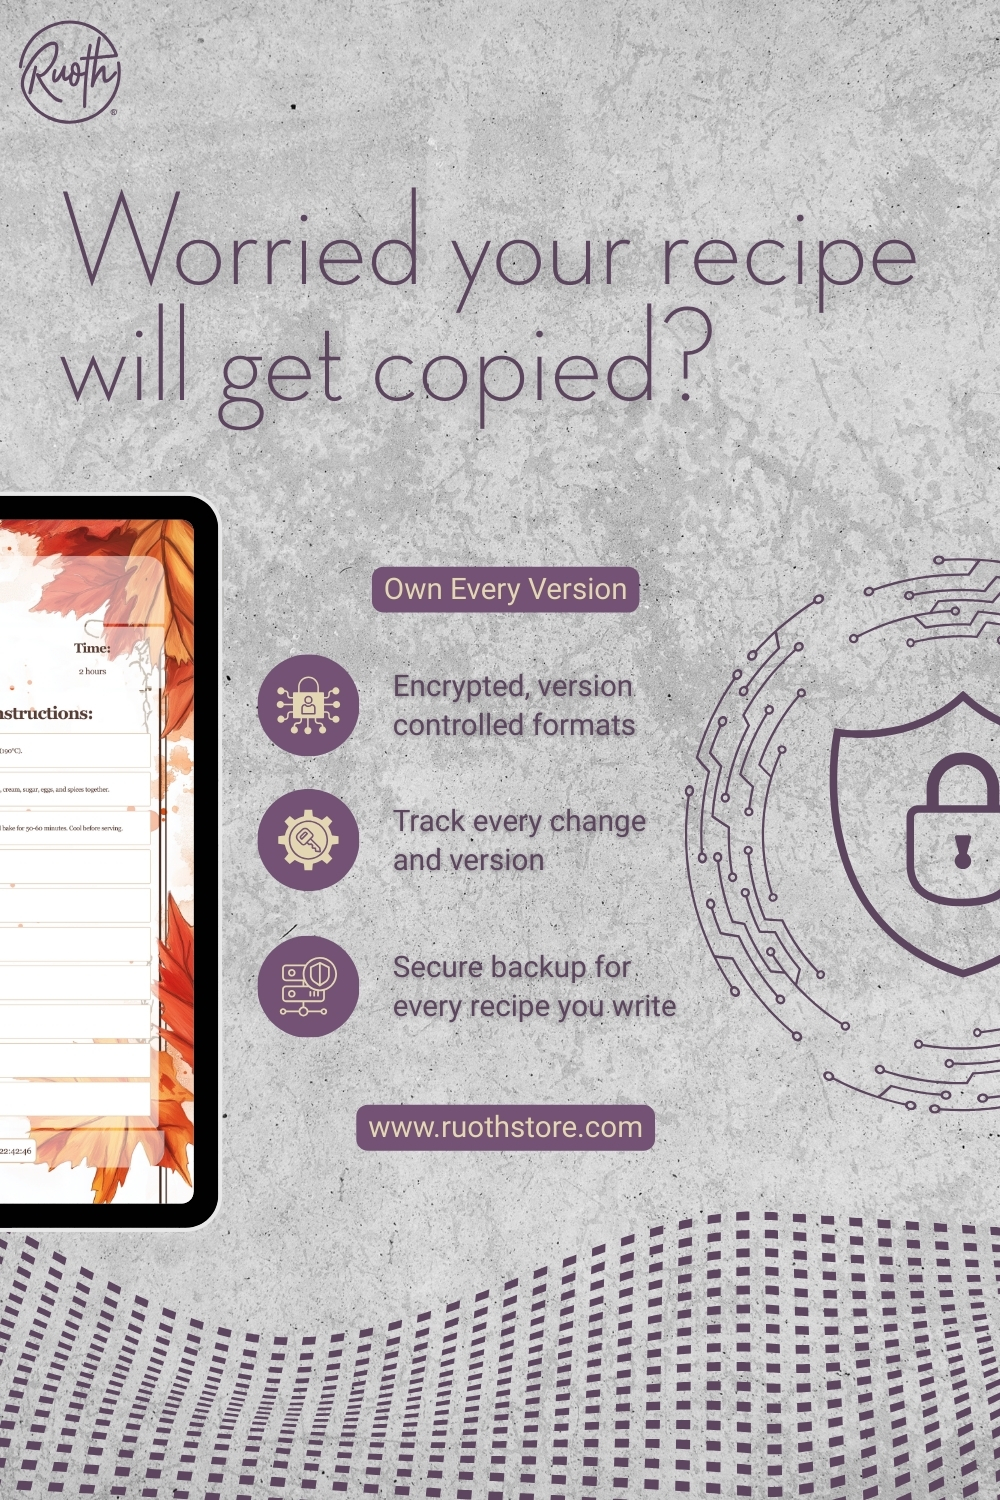 Ruoth
®
Worried your recipe
will get copied?
Time:
2 hours
nstructions:
(190°C).
, cream, sugar, eggs, and spices together.
l bake for 50-60 minutes. Cool before serving.
22:42:46
Own Every Version
Encrypted, version
controlled formats
Track every change
and version
Secure backup for
every recipe you write
www.ruothstore.com